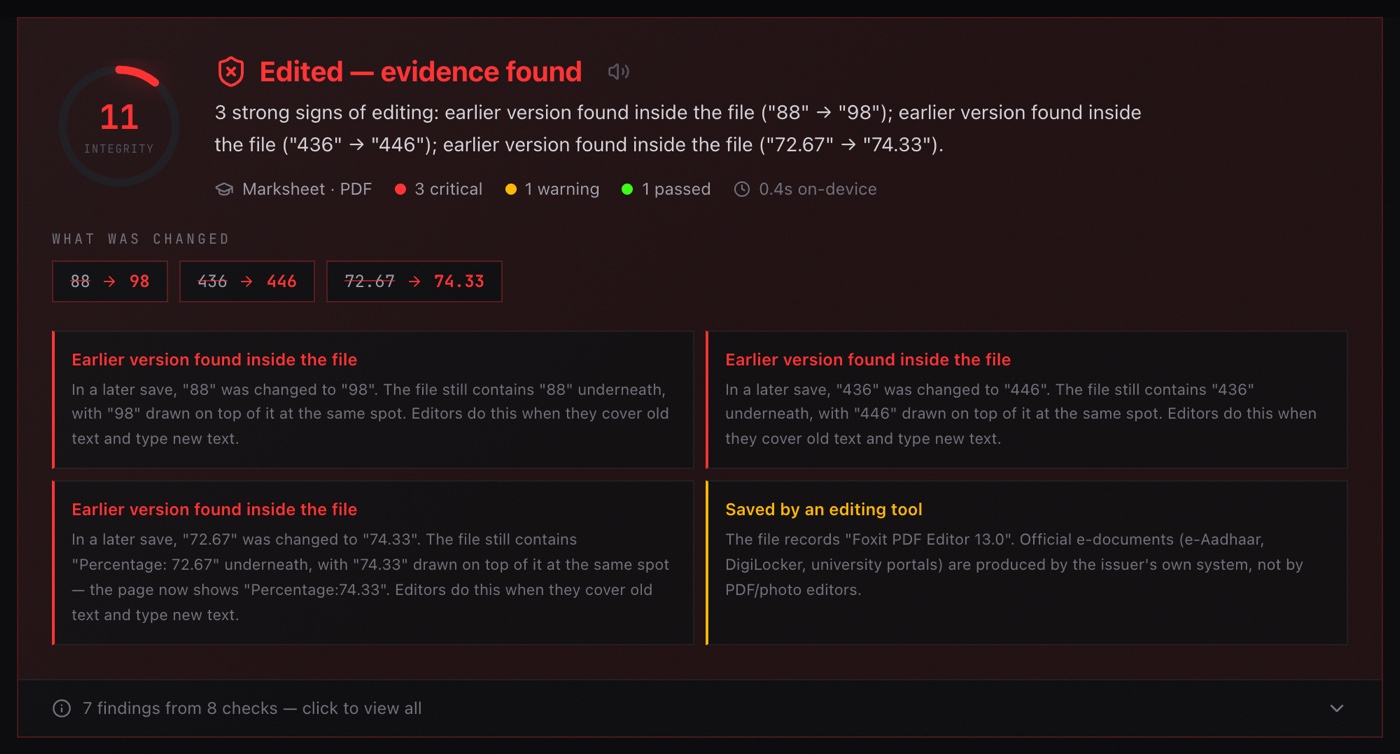 Edited — evidence found
11
INTEGRITY
3 strong signs of editing: earlier version found inside the file ("88" → "98"); earlier version found inside
the file ("436" → "446"); earlier version found inside the file ("72.67" → "74.33").
Marksheet · PDF 3 critical 1 warning 1 passed 0.4s on-device
WHAT WAS CHANGED
88 → 98 436 → 446 72.67 → 74.33
Earlier version found inside the file
In a later save, "88" was changed to "98". The file still contains "88" underneath,
with "98" drawn on top of it at the same spot. Editors do this when they cover old
text and type new text.
Earlier version found inside the file
In a later save, "436" was changed to "446". The file still contains "436"
underneath, with "446" drawn on top of it at the same spot. Editors do this when
they cover old text and type new text.
Earlier version found inside the file
In a later save, "72.67" was changed to "74.33". The file still contains
"Percentage: 72.67" underneath, with "74.33" drawn on top of it at the same spot
— the page now shows "Percentage:74.33". Editors do this when they cover old
text and type new text.
Saved by an editing tool
The file records "Foxit PDF Editor 13.0". Official e-documents (e-Aadhaar,
DigiLocker, university portals) are produced by the issuer's own system, not by
PDF/photo editors.
7 findings from 8 checks — click to view all